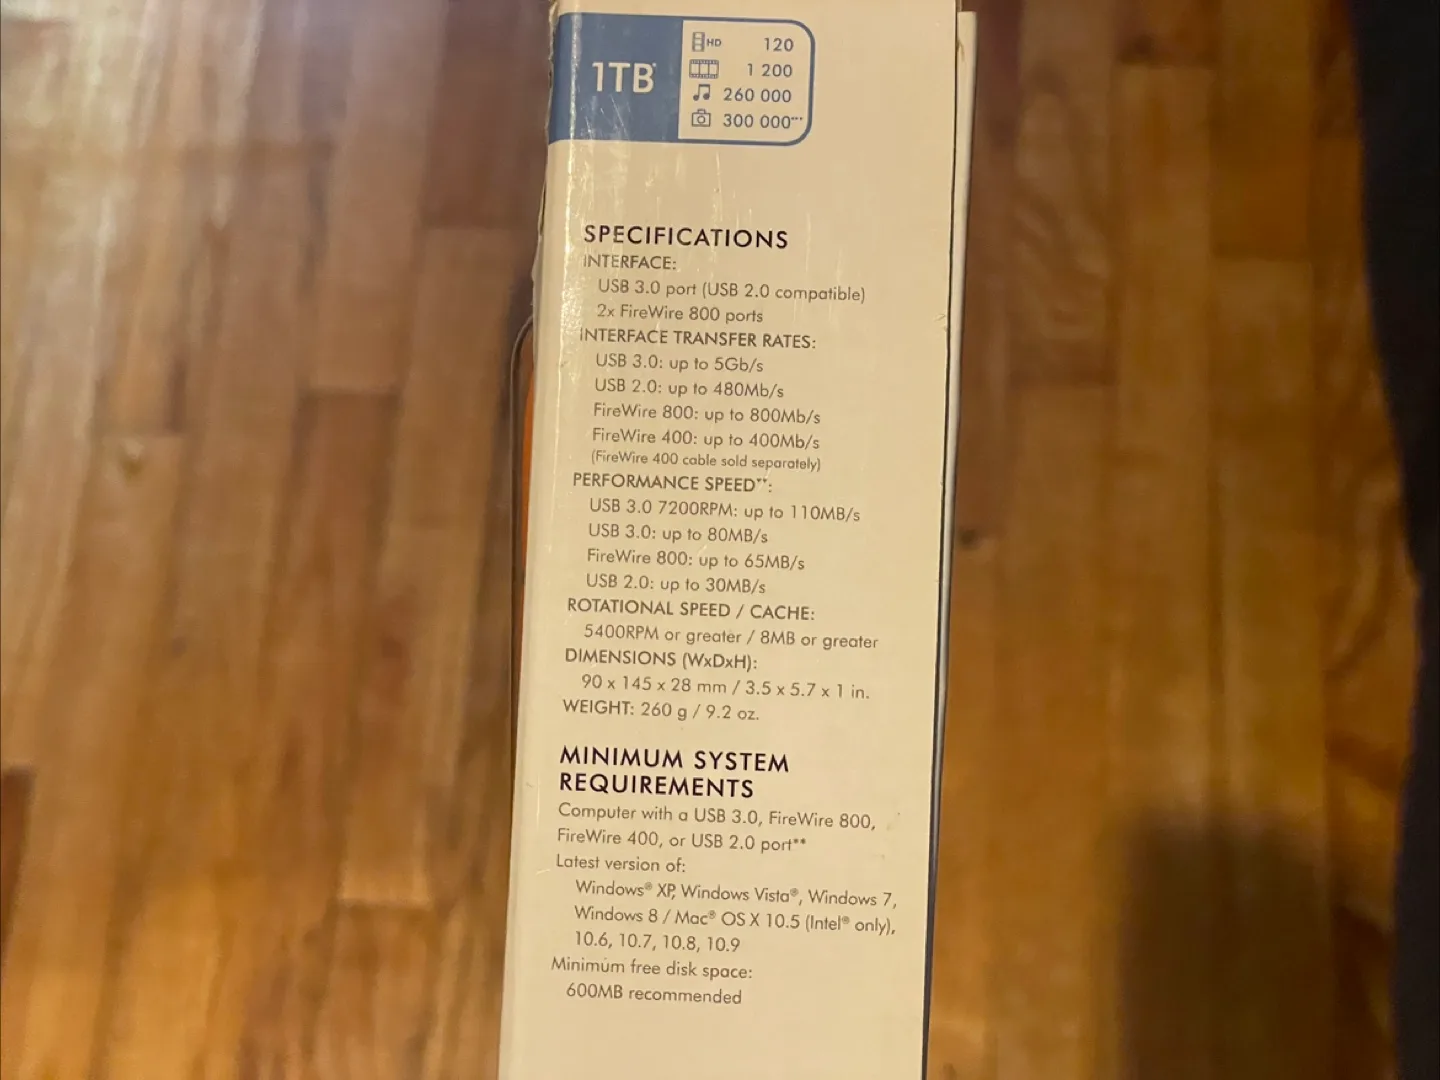 1TB*
HD 120
1 200
260 000
300 000***
SPECIFICATIONS
INTERFACE:
USB 3.0 port (USB 2.0 compatible)
2x FireWire 800 ports
INTERFACE TRANSFER RATES:
USB 3.0: up to 5Gb/s
USB 2.0: up to 480Mb/s
FireWire 800: up to 800Mb/s
FireWire 400: up to 400Mb/s
(FireWire 400 cable sold separately)
PERFORMANCE SPEED**:
USB 3.0 7200RPM: up to 110MB/s
USB 3.0: up to 80MB/s
FireWire 800: up to 65MB/s
USB 2.0: up to 30MB/s
ROTATIONAL SPEED / CACHE:
5400RPM or greater / 8MB or greater
DIMENSIONS (WxDxH):
90 x 145 x 28 mm / 3.5 x 5.7 x 1 in.
WEIGHT: 260 g / 9.2 oz.
MINIMUM SYSTEM
REQUIREMENTS
Computer with a USB 3.0, FireWire 800,
FireWire 400, or USB 2.0 port**
Latest version of:
Windows® XP, Windows Vista®, Windows 7,
Windows 8 / Mac® OS X 10.5 (Intel® only),
10.6, 10.7, 10.8, 10.9
Minimum free disk space:
600MB recommended